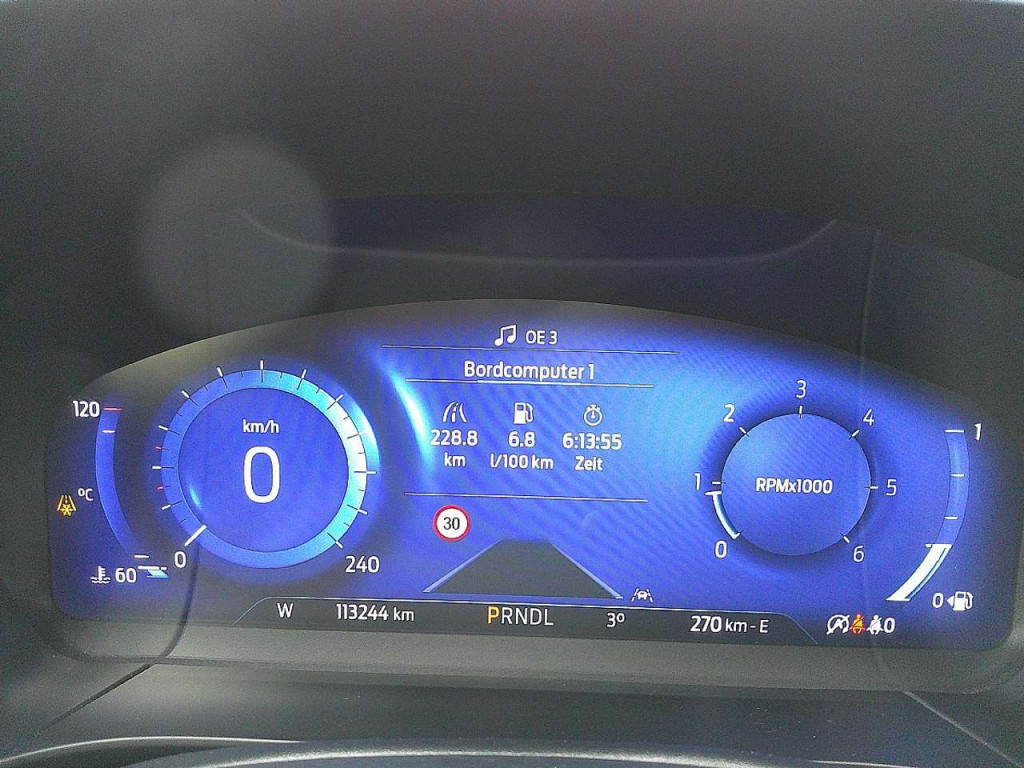 OE 3
Bordcomputer 1
228.8 6.8 6:13:55
km l/100 km Zeit
120
°C
60
km/h
0
0 240
30
3
2 4
1 5
RPMx1000
0 6
1
0
W 113244 km PRNDL 3° 270 km - E